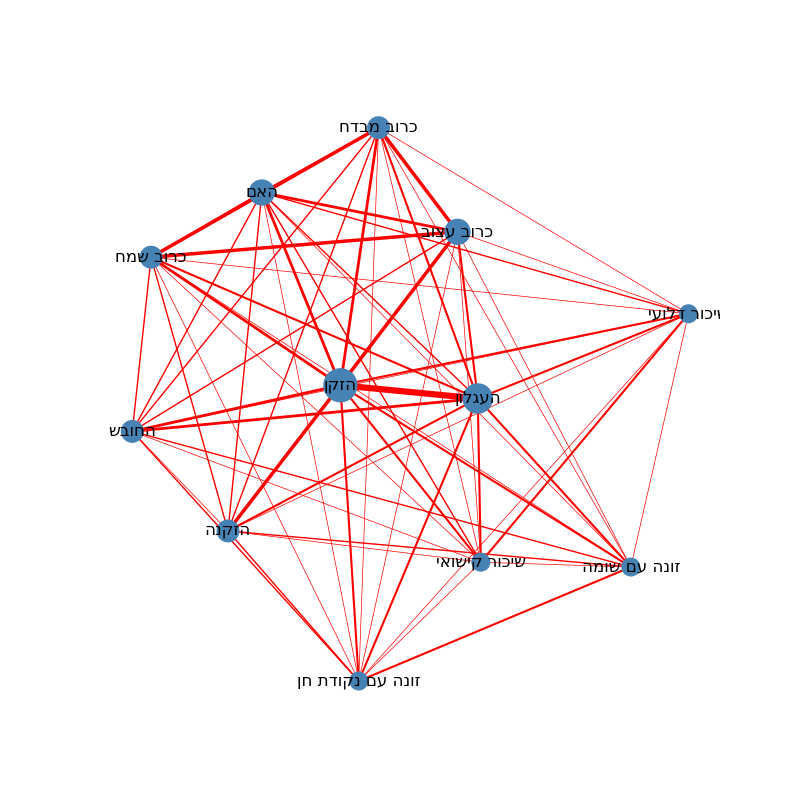 כרוב מבדח
האם
כרוב עצוב
כרוב שמח
שיכור דלועי
הזקן
העגלון
החובש
הזקנה
שיכור קישואי
זונה עם שומה
זונה עם נקודת חן